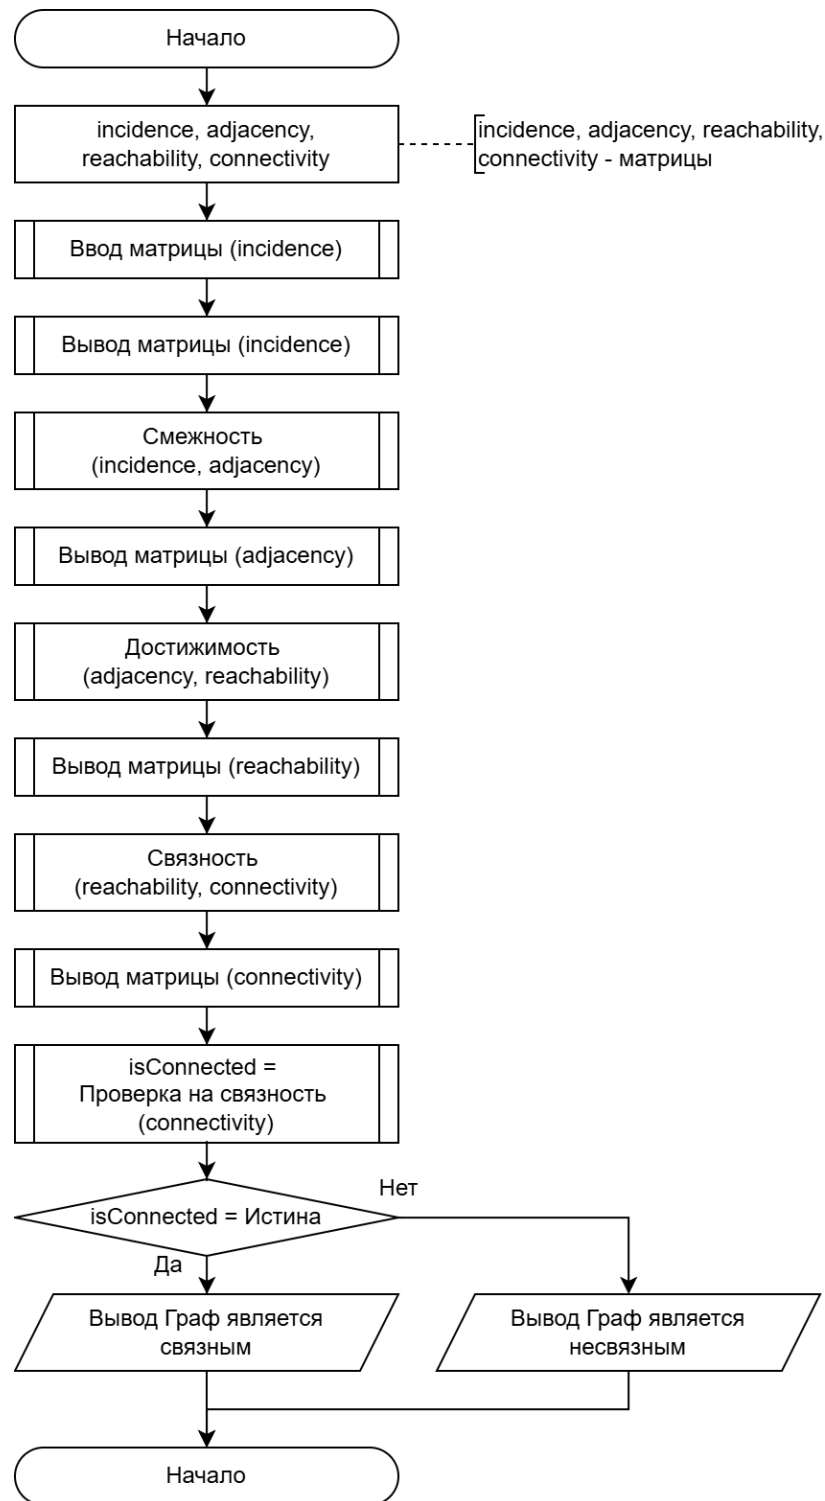 Начало
incidence, adjacency,
reachability, connectivity
incidence, adjacency, reachability,
connectivity - матрицы
Ввод матрицы (incidence)
Вывод матрицы (incidence)
Смежность
(incidence, adjacency)
Вывод матрицы (adjacency)
Достижимость
(adjacency, reachability)
Вывод матрицы (reachability)
Связность
(reachability, connectivity)
Вывод матрицы (connectivity)
isConnected =
Проверка на связность
(connectivity)
isConnected = Истина
Нет
Да
Вывод Граф является
связным
Вывод Граф является
несвязным
Начало